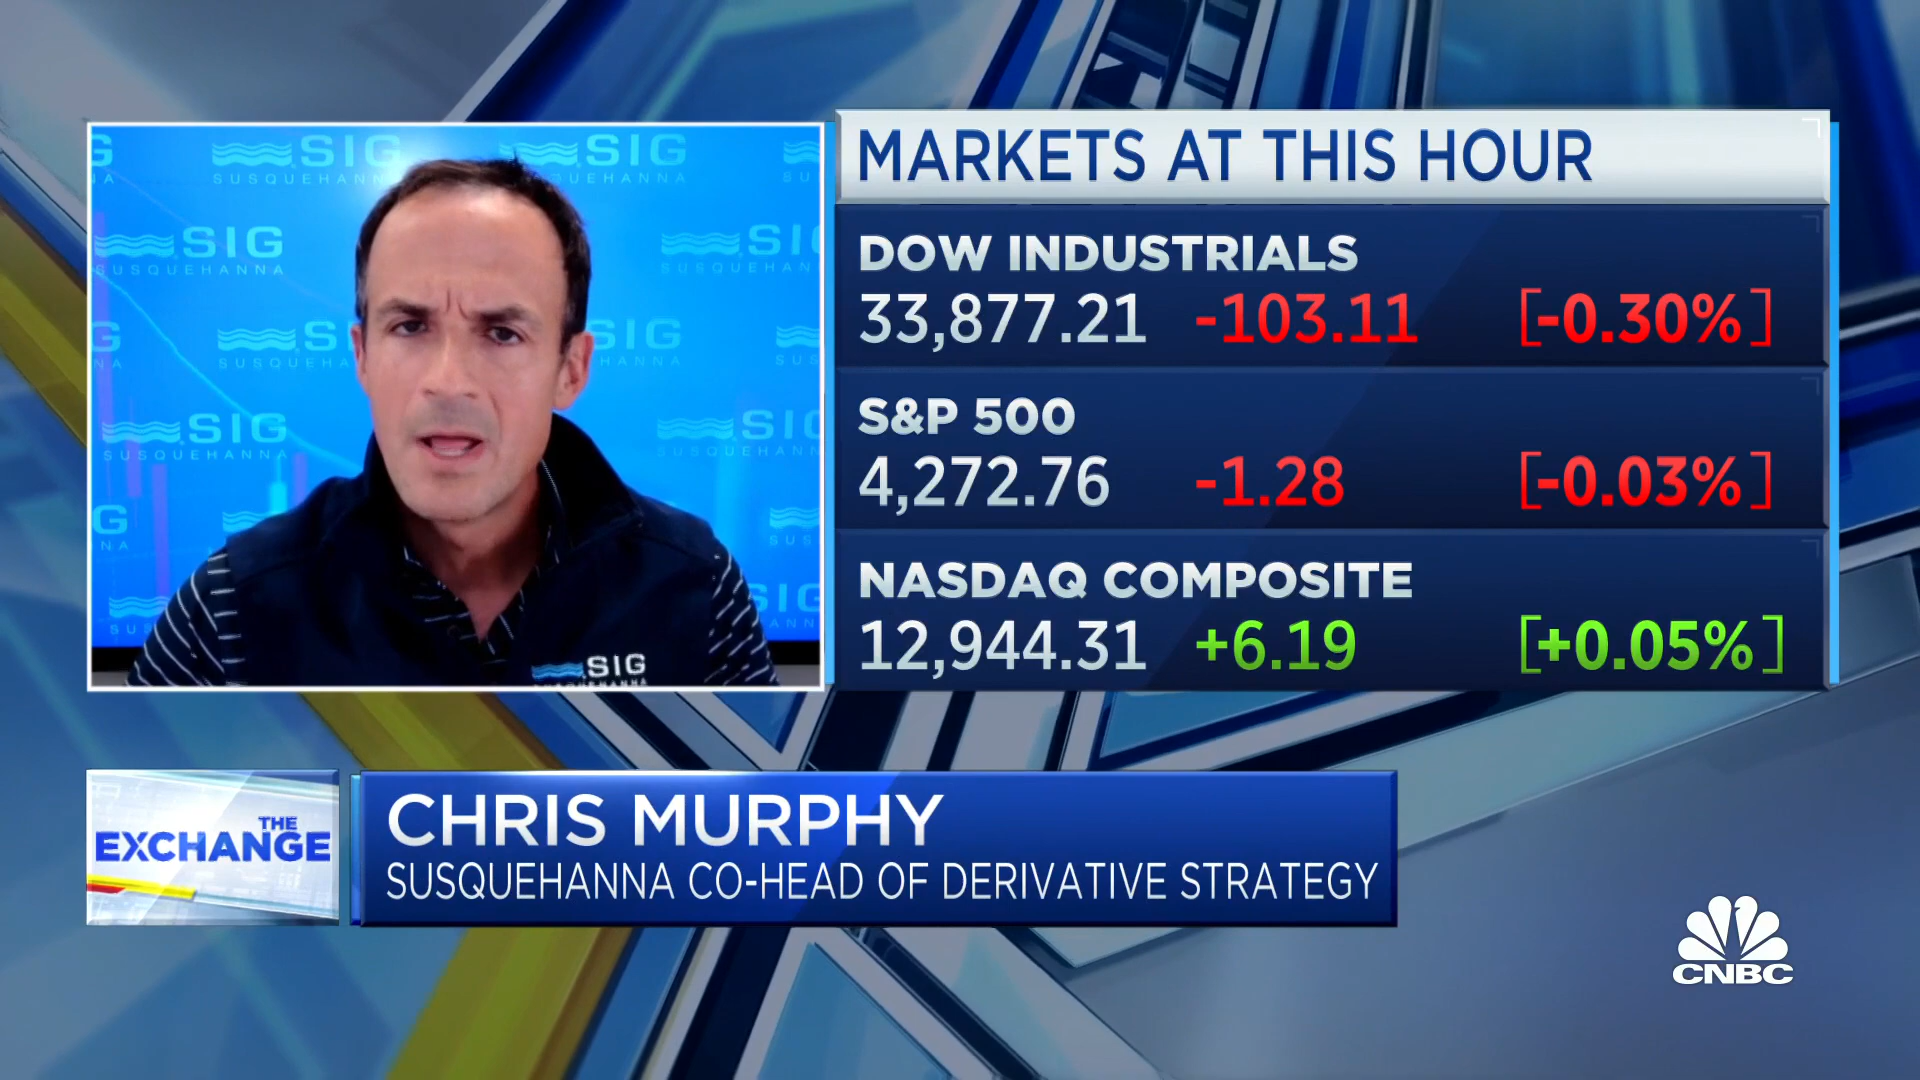 SIG
SUSQUEHANNA
MARKETS AT THIS HOUR
DOW INDUSTRIALS
33,877.21 -103.11 [-0.30%]
S&P 500
4,272.76 -1.28 [-0.03%]
NASDAQ COMPOSITE
12,944.31 +6.19 [+0.05%]
SIG
SUSQUEHANNA
THE
EXCHANGE
CHRIS MURPHY
SUSQUEHANNA CO-HEAD OF DERIVATIVE STRATEGY
CNBC